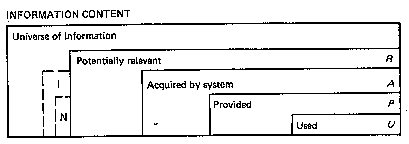 INFORMATION CONTENT
Universe of Information
Potentially relevant R
I
Acquired by system A
Provided P
N
Used U